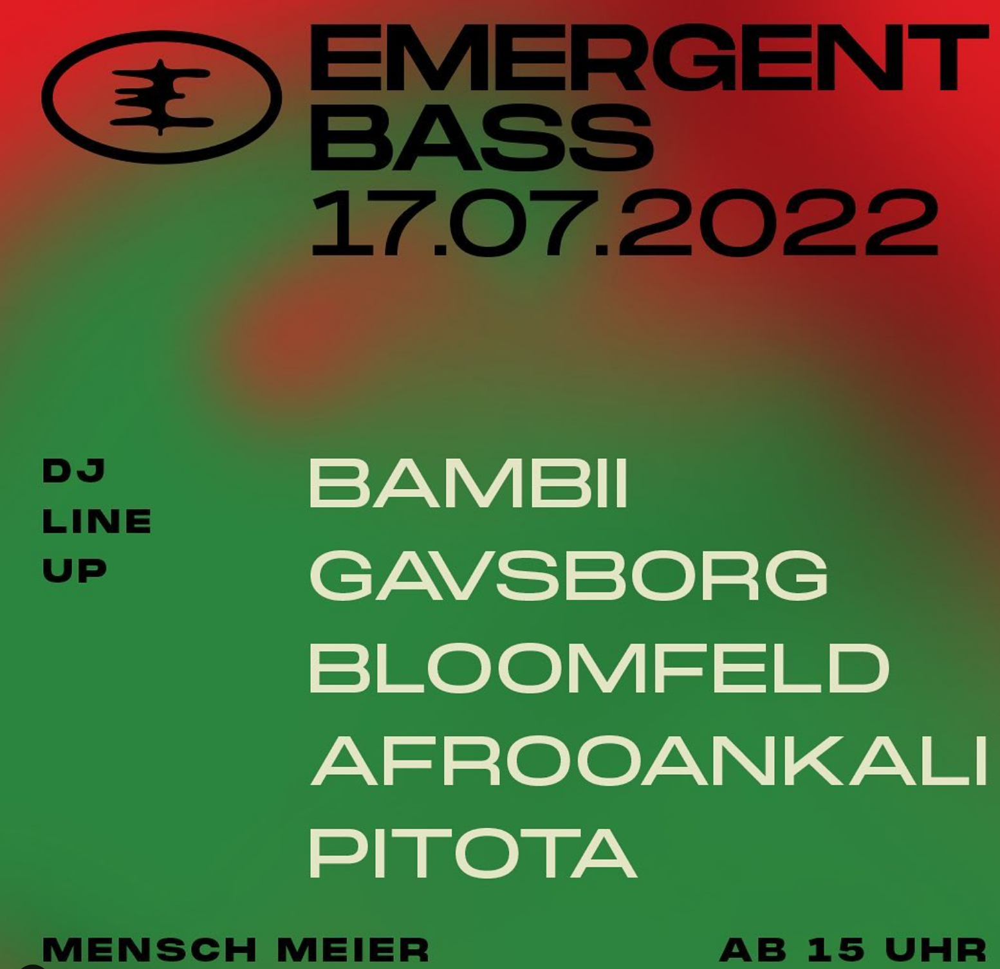 EMERGENT
BASS
17.07.2022
DJ
LINE
UP
BAMBII
GAVSBORG
BLOOMFELD
AFROOANKALI
PITOTA
MENSCH MEIER
AB 15 UHR